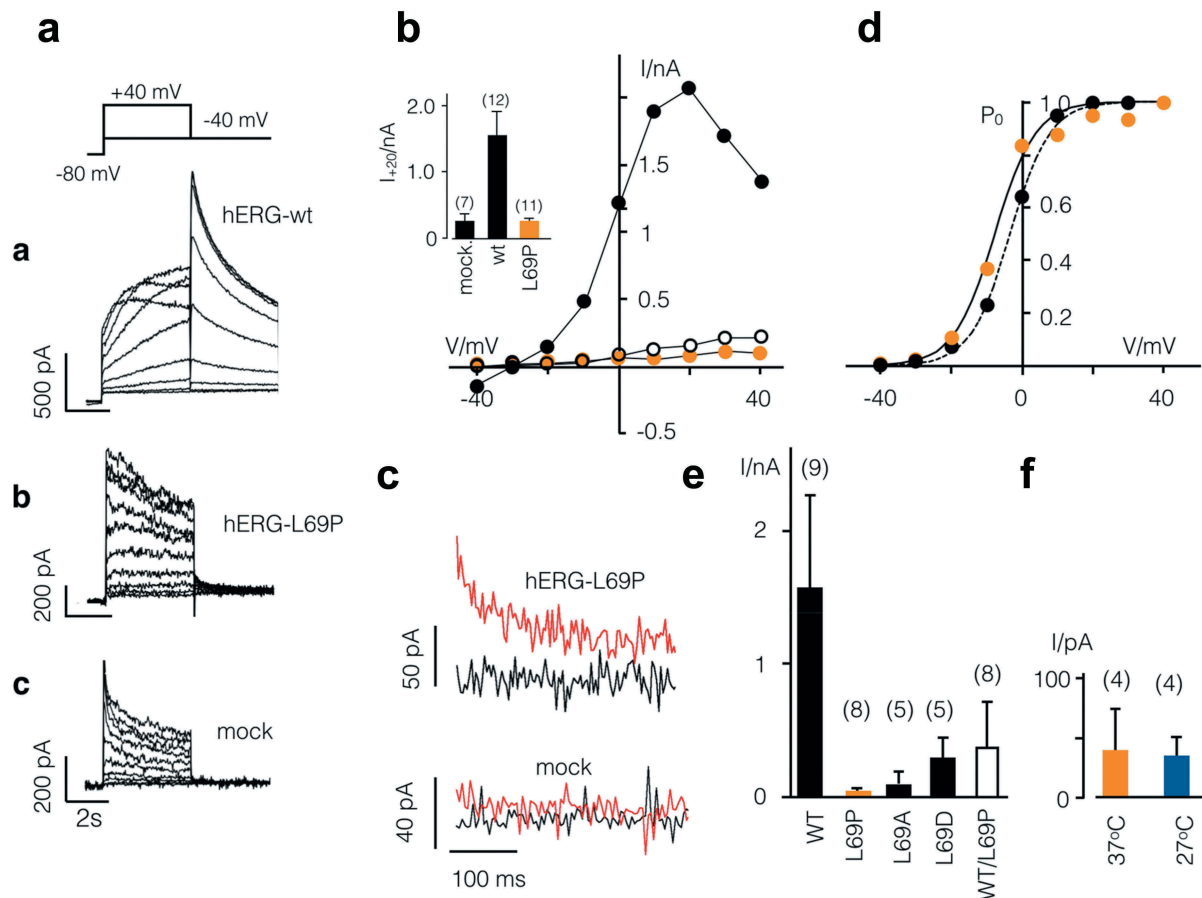 a
+40 mV
-40 mV
-80 mV
hERG-wt
a
500 pA
b
hERG-L69P
200 pA
c
mock
200 pA
2s
b
I/nA
2.0
1.0
0
I+20/nA
(7)
(12)
(11)
mock.
wt
L69P
1.5
1
0.5
V/mV
-40
40
-0.5
c
hERG-L69P
50 pA
mock
40 pA
100 ms
d
P0
1.0
0.6
0.4
0.2
V/mV
-40
0
40
e
I/nA
2
1
0
(9)
(8)
(5)
(5)
(8)
WT
L69P
L69A
L69D
WT/L69P
f
I/pA
100
0
(4)
(4)
37ºC
27ºC